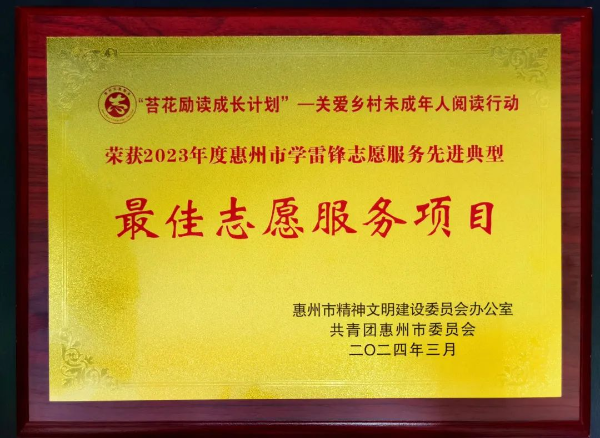 “苔花励读成长计划”—关爱乡村未成年人阅读行动
荣获2023年度惠州市学雷锋志愿服务先进典型
最佳志愿服务项目
惠州市精神文明建设委员会办公室
共青团惠州市委员会
二〇二四年三月